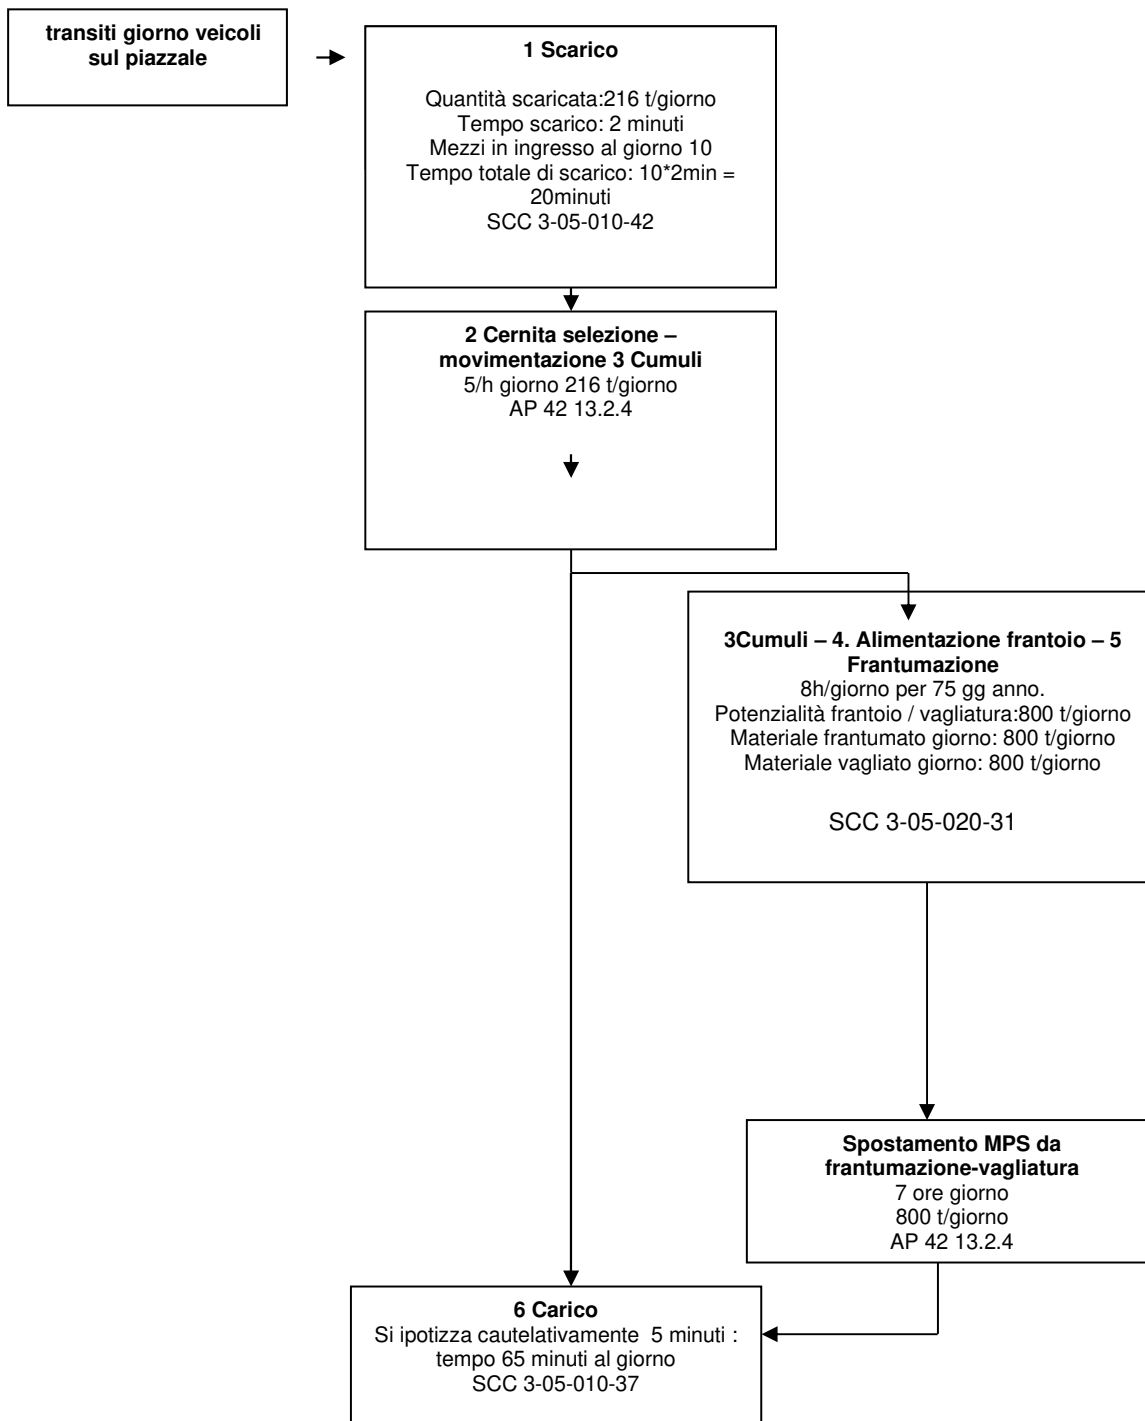 transiti giorno veicoli
sul piazzale
1 Scarico
Quantità scaricata:216 t/giorno
Tempo scarico: 2 minuti
Mezzi in ingresso al giorno 10
Tempo totale di scarico: 10*2min =
20minuti
SCC 3-05-010-42
2 Cernita selezione –
movimentazione 3 Cumuli
5/h giorno 216 t/giorno
AP 42 13.2.4
3Cumuli – 4. Alimentazione frantoio – 5
Frantumazione
8h/giorno per 75 gg anno.
Potenzialità frantoio / vagliatura:800 t/giorno
Materiale frantumato giorno: 800 t/giorno
Materiale vagliato giorno: 800 t/giorno
SCC 3-05-020-31
Spostamento MPS da
frantumazione-vagliatura
7 ore giorno
800 t/giorno
AP 42 13.2.4
6 Carico
Si ipotizza cautelativamente  5 minuti :
tempo 65 minuti al giorno
SCC 3-05-010-37